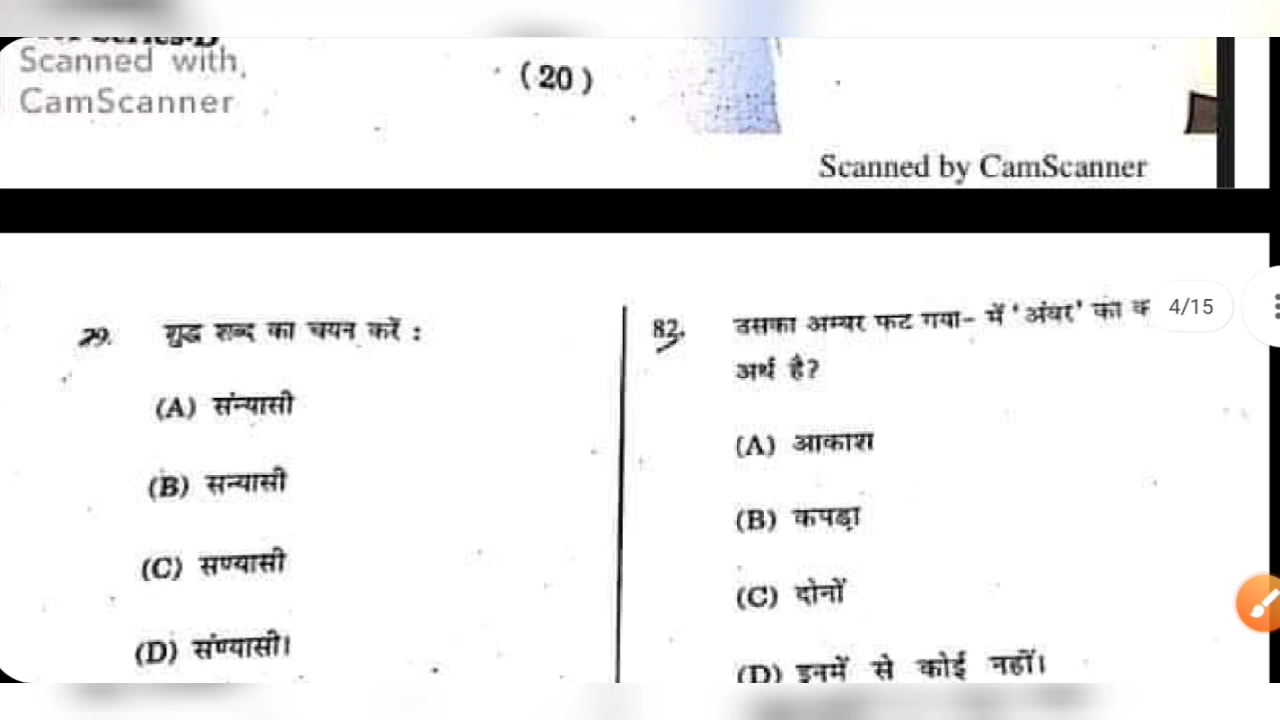 Scanned with
CamScanner
(20)
Scanned by CamScanner
4/15
29. शुद्ध शब्द का चयन करें :
(A) संन्यासी
(B) सन्यासी
(C) सण्यासी
(D) संण्यासी।
82. उसका अम्बर फट गया- में 'अंबर' का
अर्थ है?
(A) आकाश
(B) कपड़ा
(C) दोनों
(D) इनमें से कोई नहीं।